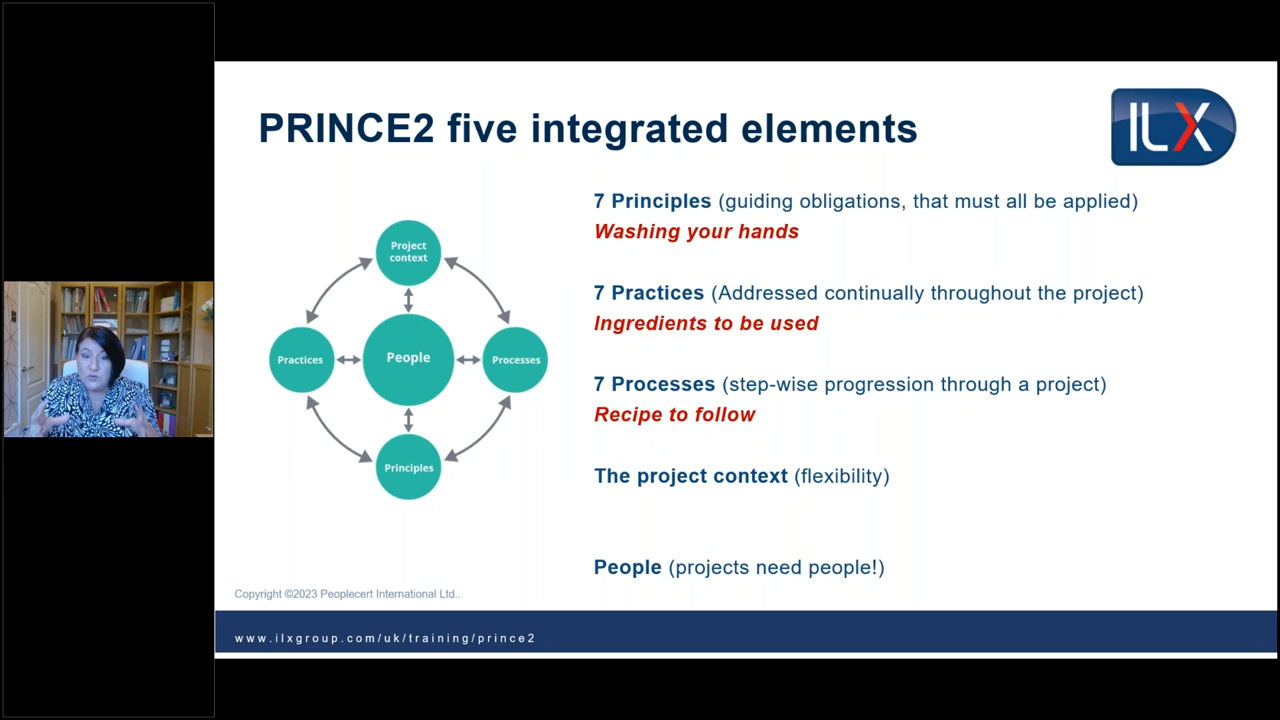 PRINCE2 five integrated elements
ILX
7 Principles (guiding obligations, that must all be applied)
Washing your hands
7 Practices (Addressed continually throughout the project)
Ingredients to be used
7 Processes (step-wise progression through a project)
Recipe to follow
The project context (flexibility)
People (projects need people!)
Project
context
Practices
People
Processes
Principles
Copyright ©2023 Peoplecert International Ltd..
www.ilxgroup.com/uk/training/prince2